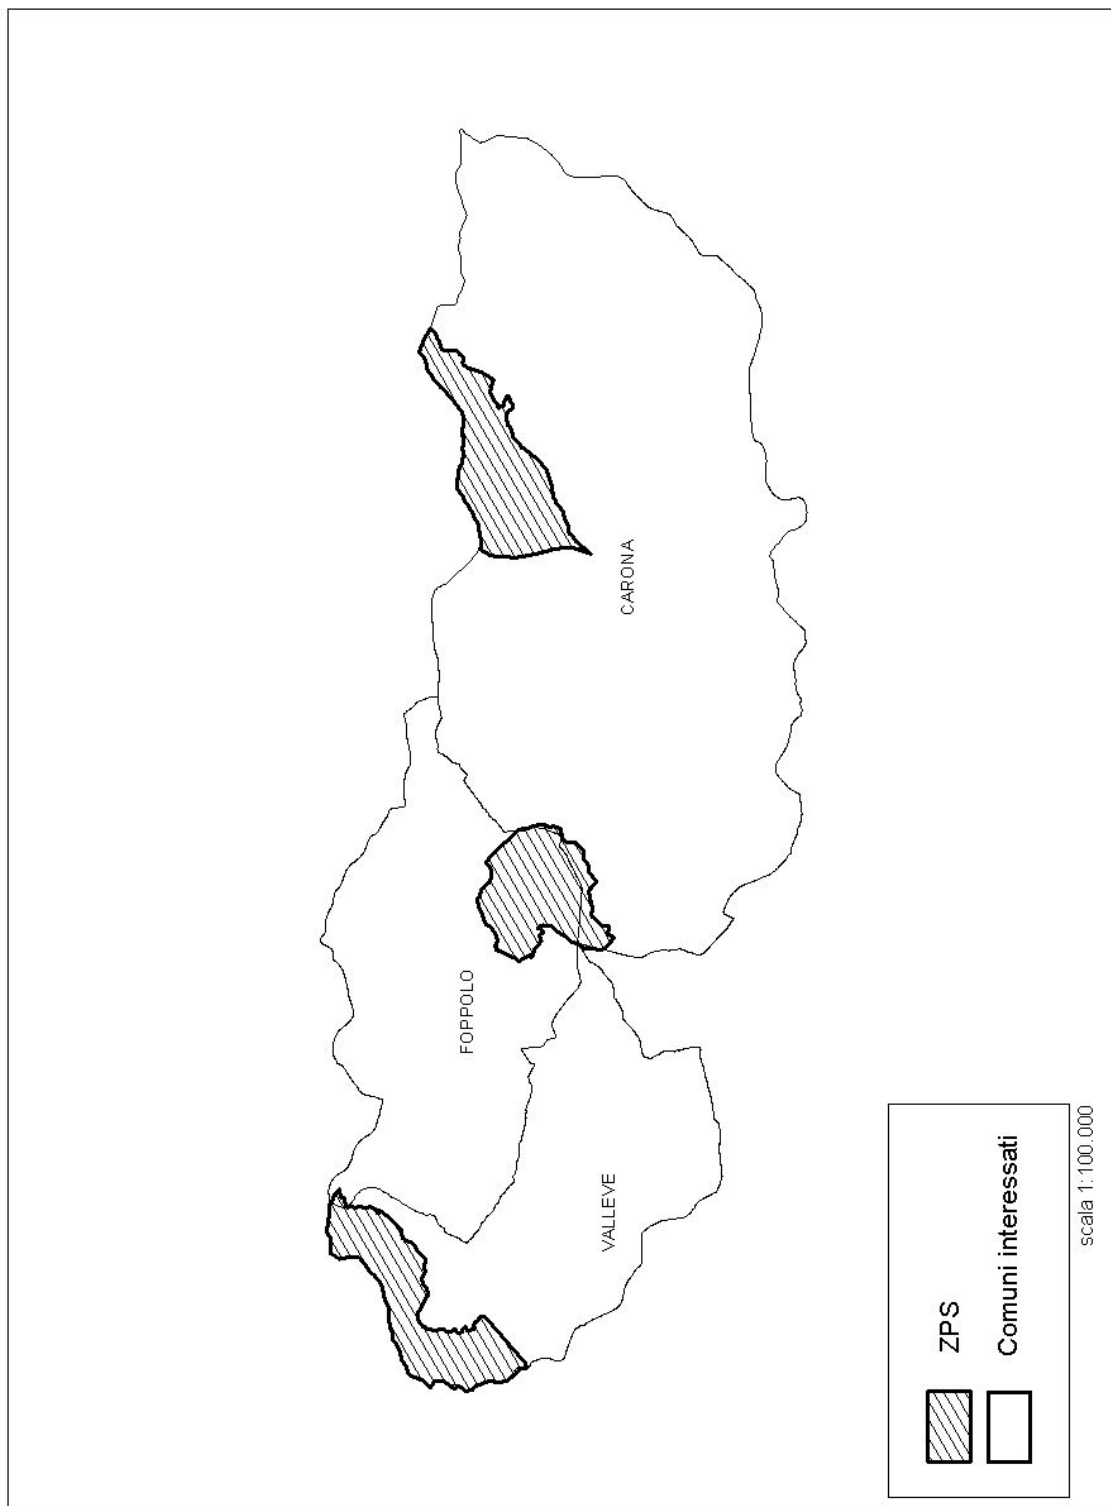 CARONA
FOPPOLO
VALLEVE
ZPS
Comuni interessati
scala 1:100.000